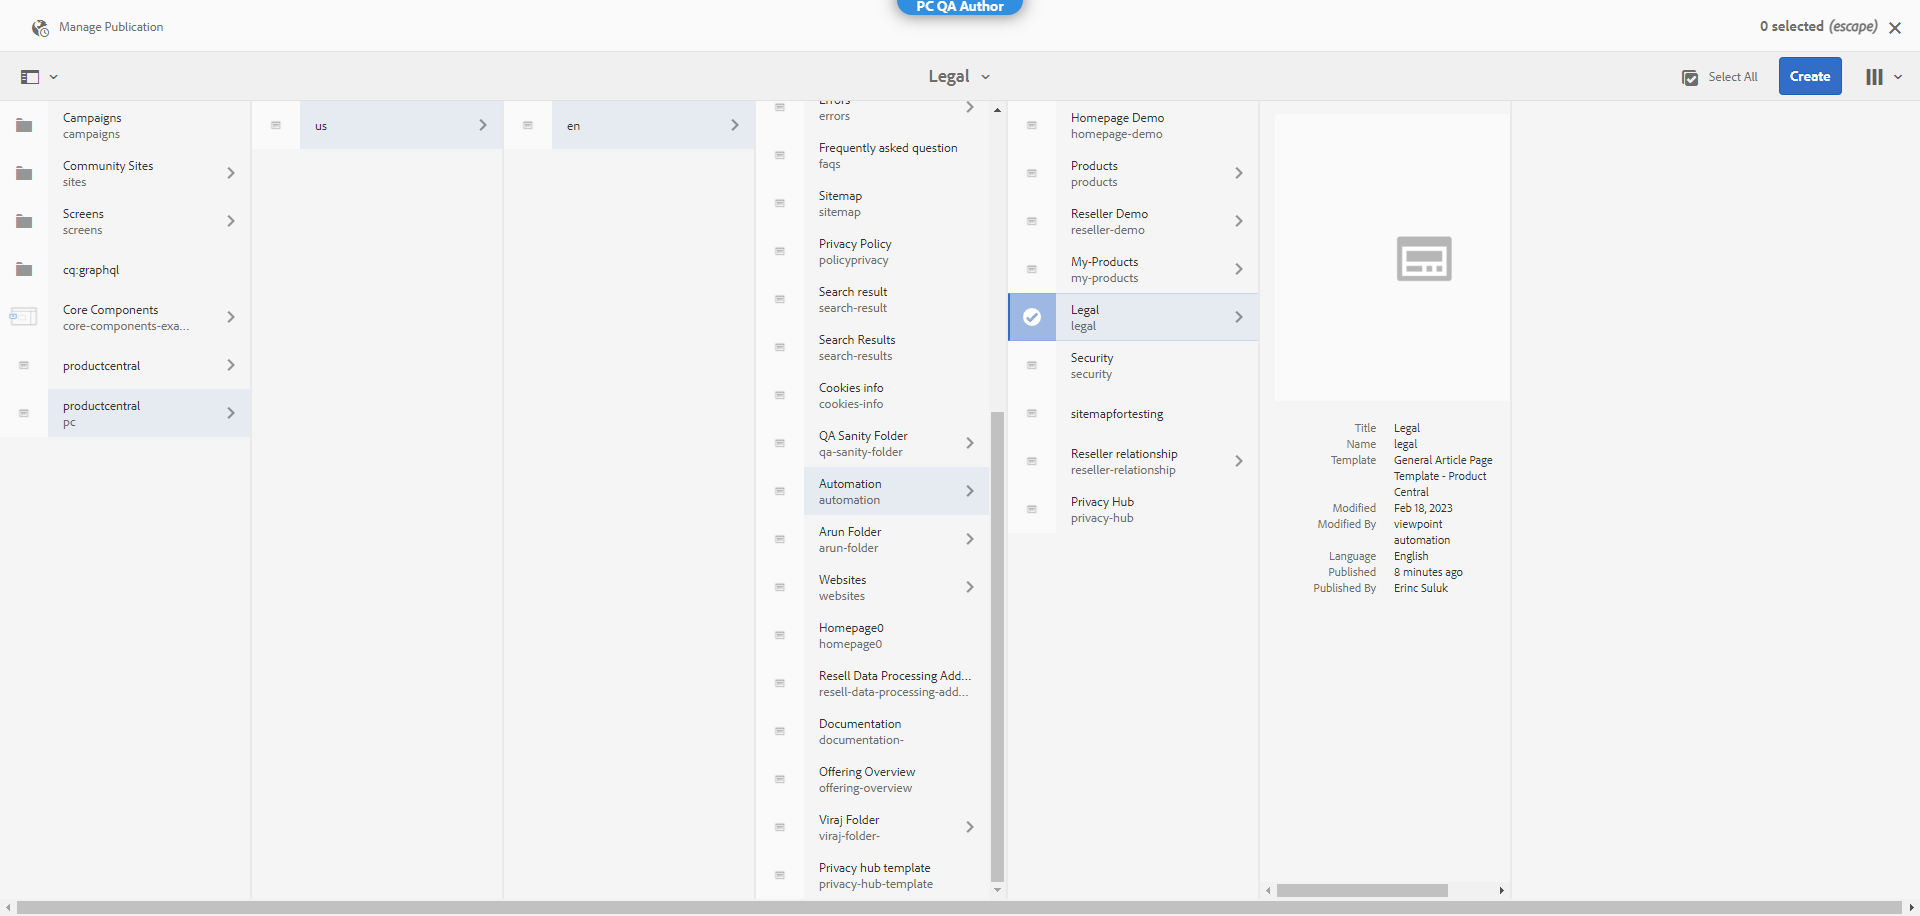 PC QA Author
Manage Publication
0 selected (escape)
Legal
Select All
Create
Campaigns
campaigns
Community Sites
sites
Screens
screens
cq:graphql
Core Components
core-components-exa...
productcentral
productcentral
pc
us
en
Errors
errors
Frequently asked question
faqs
Sitemap
sitemap
Privacy Policy
policyprivacy
Search result
search-result
Search Results
search-results
Cookies info
cookies-info
QA Sanity Folder
qa-sanity-folder
Automation
automation
Arun Folder
arun-folder
Websites
websites
Homepage0
homepage0
Resell Data Processing Add...
resell-data-processing-add...
Documentation
documentation-
Offering Overview
offering-overview
Viraj Folder
viraj-folder-
Privacy hub template
privacy-hub-template
Homepage Demo
homepage-demo
Products
products
Reseller Demo
reseller-demo
My-Products
my-products
Legal
legal
Security
security
sitemapfortesting
Reseller relationship
reseller-relationship
Privacy Hub
privacy-hub
Title Legal
Name legal
Template General Article Page
Template - Product
Central
Modified Feb 18, 2023
Modified By viewpoint
automation
Language English
Published 8 minutes ago
Published By Erinc Suluk